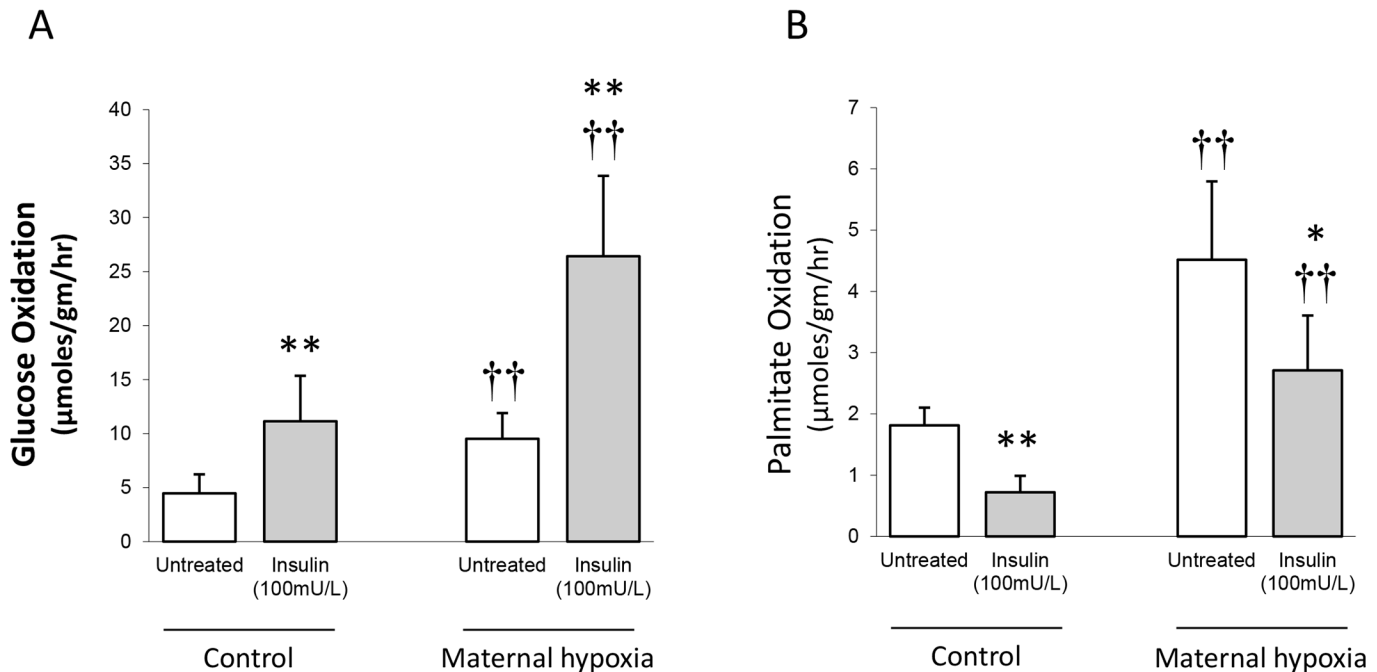 A
Glucose Oxidation
(µmoles/gm/hr)
40
35
30
25
20
15
10
5
0
**
††
**
††
Untreated
Insulin
(100mU/L)
Untreated
Insulin
(100mU/L)
Control
Maternal hypoxia
B
Palmitate Oxidation
(µmoles/gm/hr)
7
6
5
4
3
2
1
0
**
††
*
††
Untreated
Insulin
(100mU/L)
Untreated
Insulin
(100mU/L)
Control
Maternal hypoxia